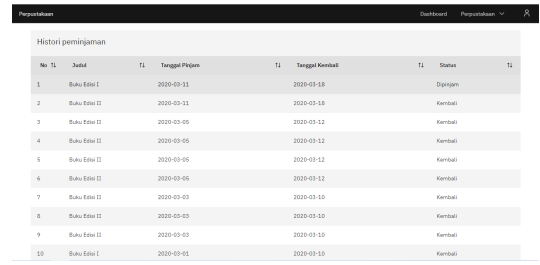 Perpustakaan Dashboard Perpustakaan
Histori peminjaman
No Judul Tanggal Pinjam Tanggal Kembali Status
1 Buku Edisi I 2020-03-11 2020-03-18 Dipinjam
2 Buku Edisi II 2020-03-11 2020-03-18 Kembali
3 Buku Edisi II 2020-03-05 2020-03-12 Kembali
4 Buku Edisi II 2020-03-05 2020-03-12 Kembali
5 Buku Edisi II 2020-03-05 2020-03-12 Kembali
6 Buku Edisi II 2020-03-05 2020-03-12 Kembali
7 Buku Edisi II 2020-03-03 2020-03-10 Kembali
8 Buku Edisi II 2020-03-03 2020-03-10 Kembali
9 Buku Edisi II 2020-03-03 2020-03-10 Kembali
10 Buku Edisi I 2020-03-01 2020-03-10 Kembali